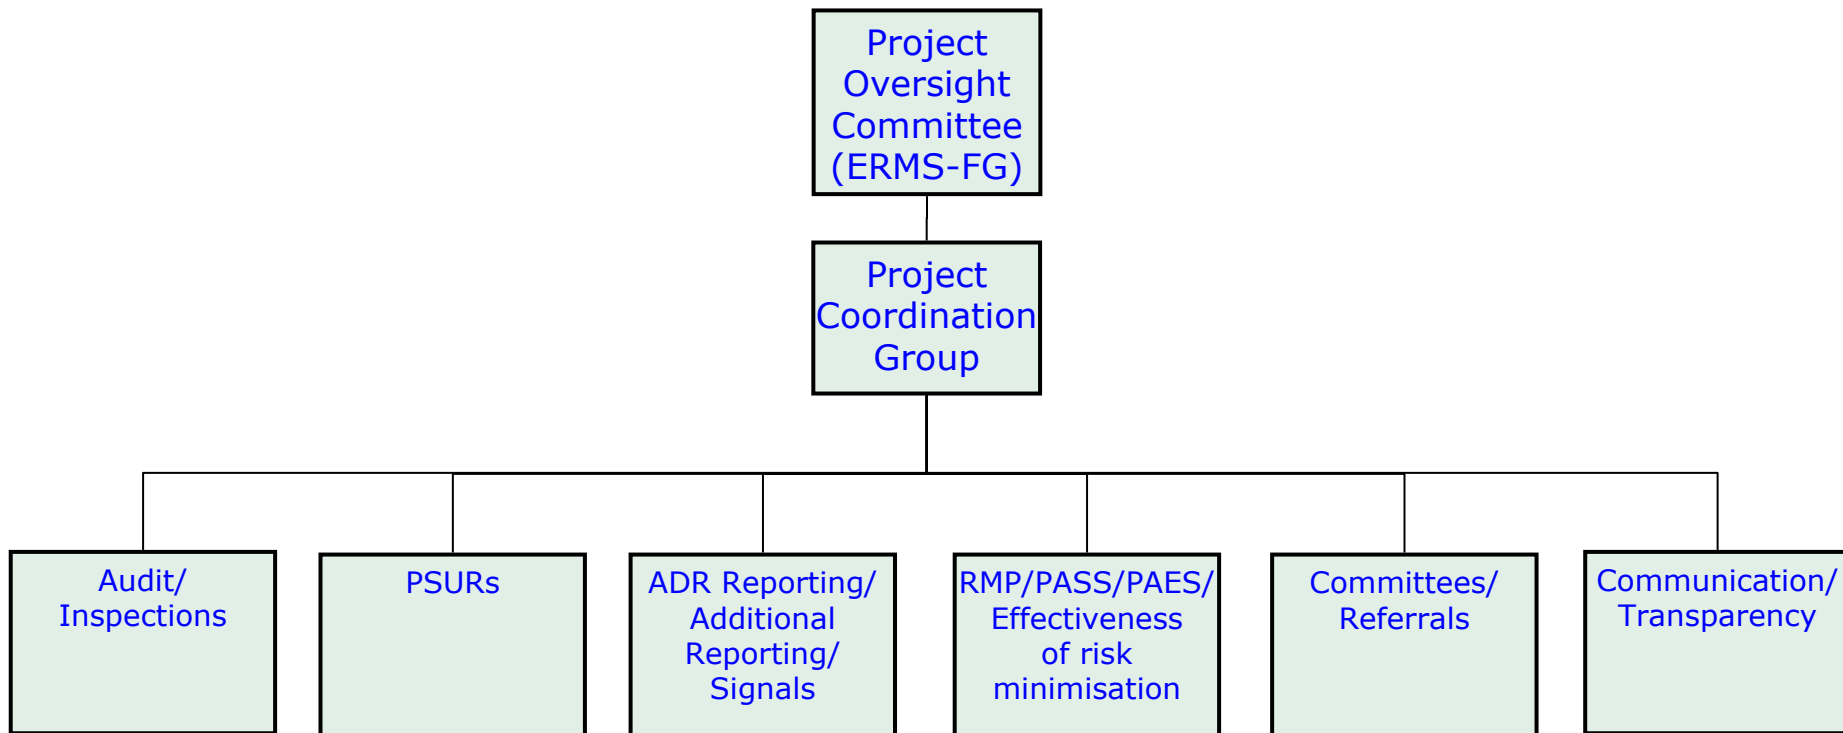 Project
Oversight
Committee
(ERMS-FG)
Project
Coordination
Group
Audit/
Inspections
PSURs
ADR Reporting/
Additional
Reporting/
Signals
RMP/PASS/PAES/
Effectiveness
of risk
minimisation
Committees/
Referrals
Communication/
Transparency